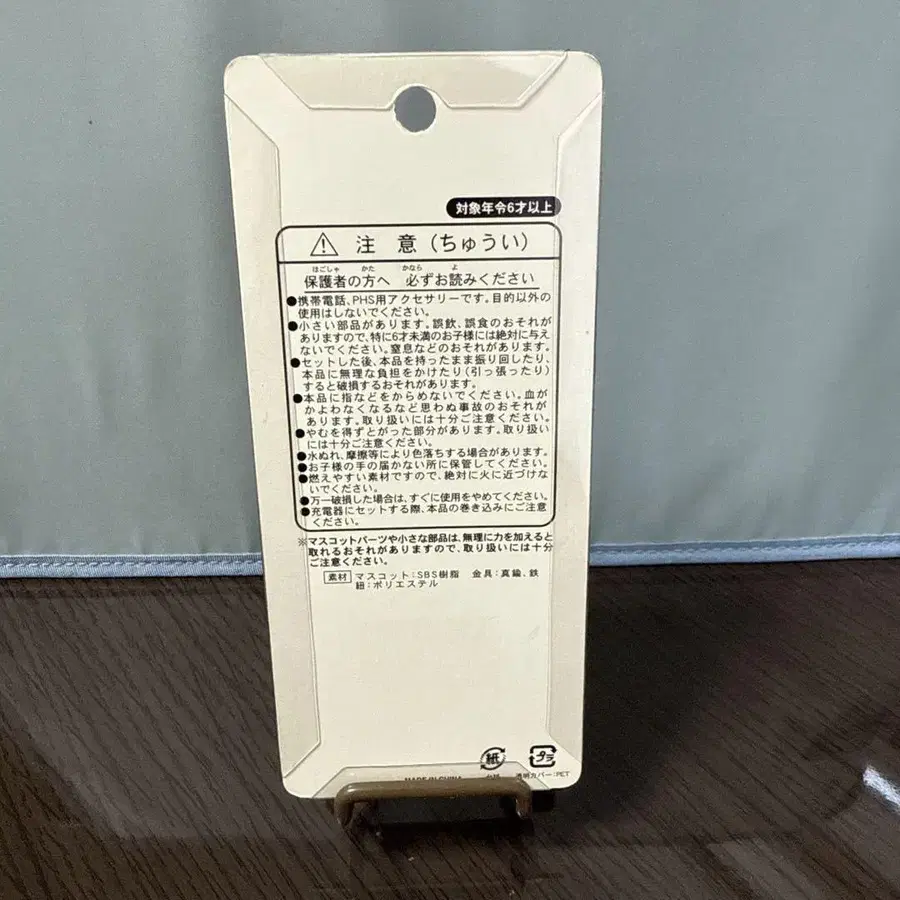 対象年令6才以上
⚠ 注 意(ちゅうい)
ほごしゃ かた かなら よ
保護者の方へ 必ずお読みください
●携帯電話、PHS用アクセサリーです。目的以外の
使用はしないでください。
●小さい部品があります。誤飲、誤食のおそれが
ありますので、特に6才未満のお子様には絶対に与え
ないでください。窒息などのおそれがあります。
●セットした後、本品を持ったまま振り回したり、
本品に無理な負担をかけたり(引っ張ったり)
すると破損するおそれがあります。
●本品に指などをからめないでください。血が
かよわなくなるなど思わぬ事故のおそれが
あります。取り扱いには十分ご注意ください。
●やむを得ずとがった部分があります。取り扱い
には十分ご注意ください。
●水ぬれ、摩擦等により色落ちする場合があります。
●お子様の手の届かない所に保管してください。
●燃えやすい素材ですので、絶対に火に近づけな
いでください。
●万一破損した場合は、すぐに使用をやめてください。
●充電器にセットする際、本品の巻き込みにご注意
ください。
※マスコットパーツや小さな部品は、無理に力を加えると
取れるおそれがありますので、取り扱いには十分
ご注意ください。
素材 マスコット:SBS樹脂 金具:真鍮、鉄
紐:ポリエステル
紙 プラ
MADE IN CHINA 台紙 透明カバー:PET